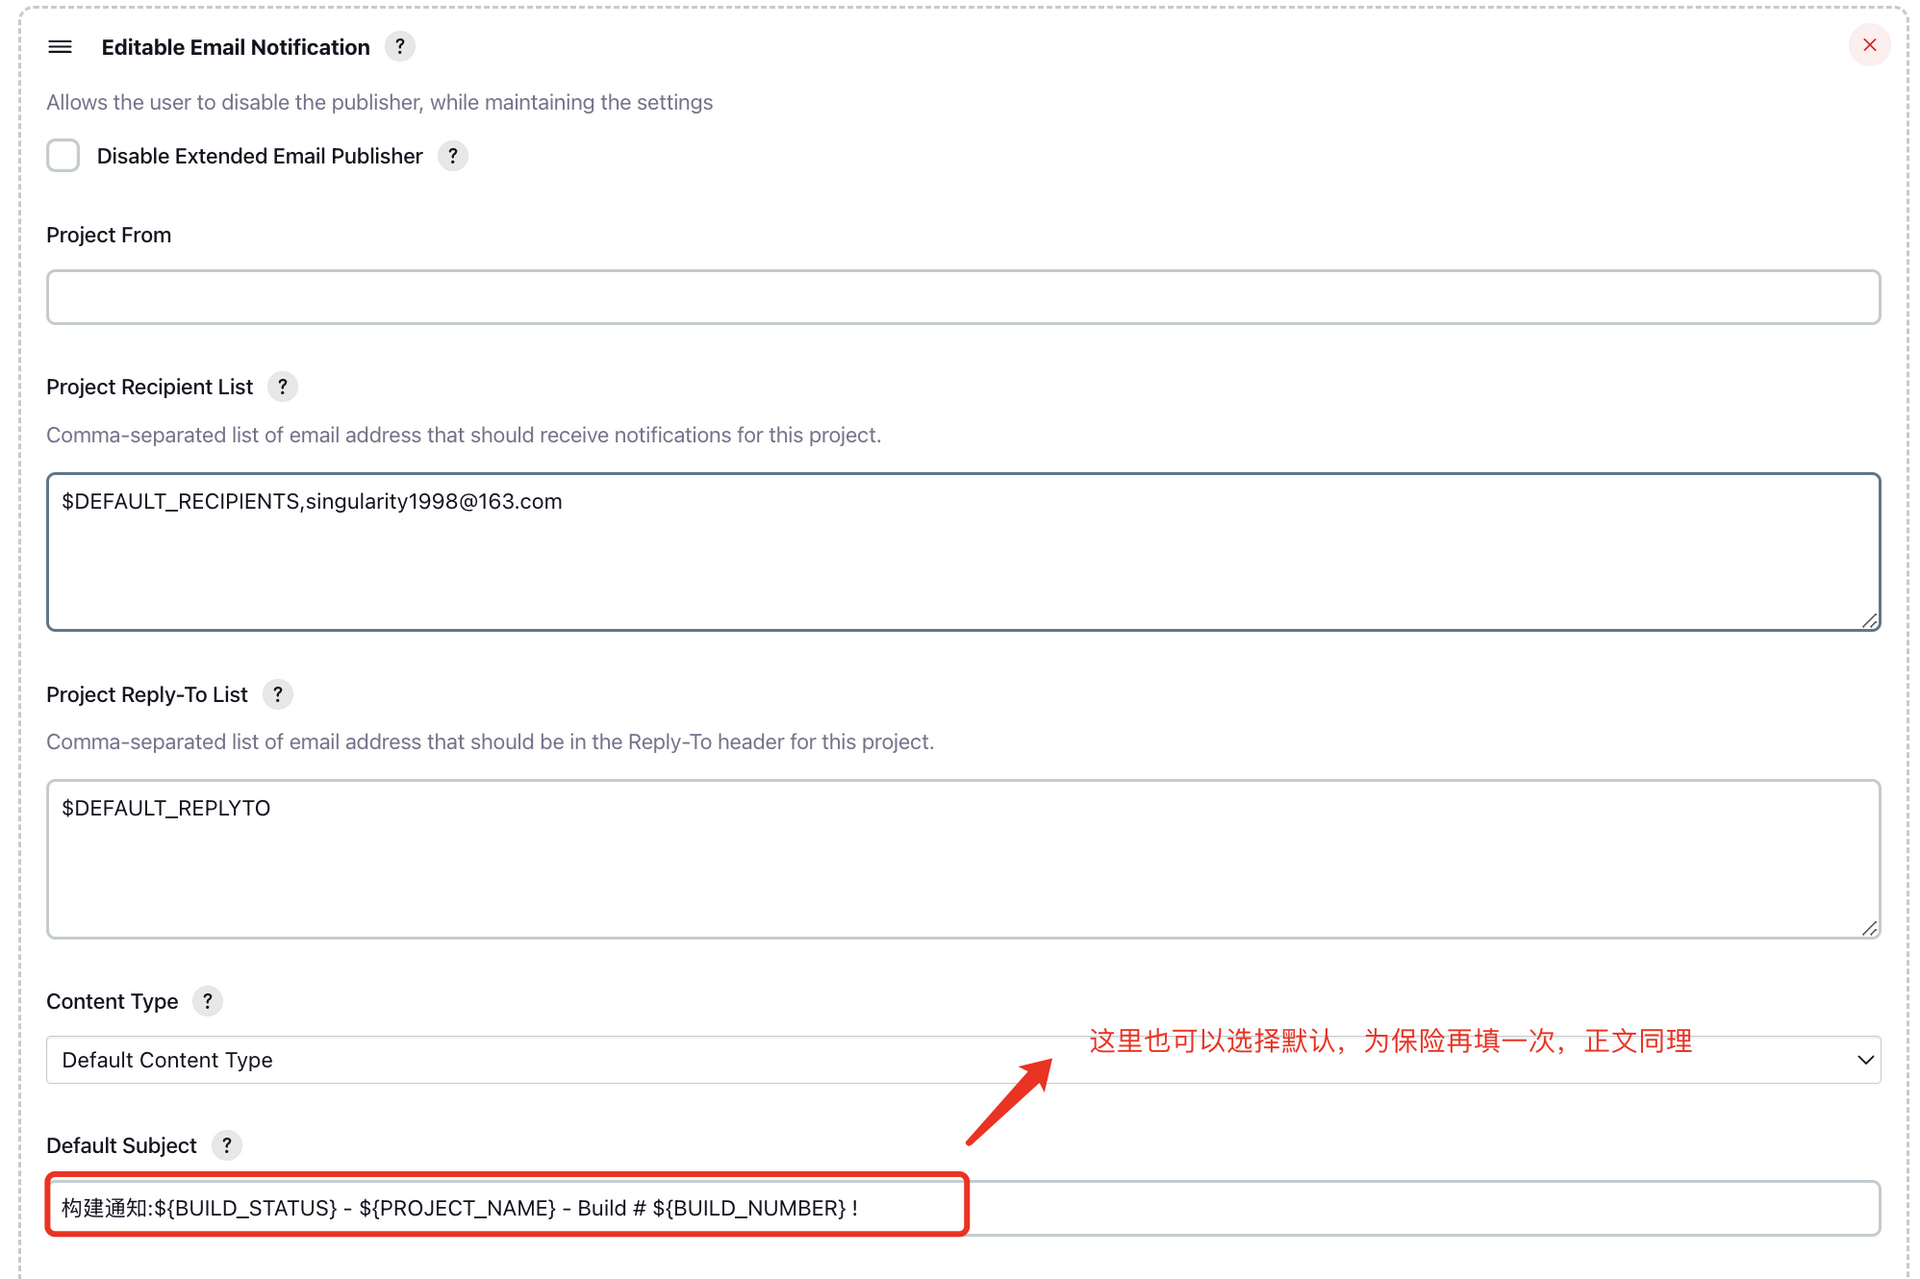 Editable Email Notification ?
Allows the user to disable the publisher, while maintaining the settings
Disable Extended Email Publisher ?
Project From
Project Recipient List ?
Comma-separated list of email address that should receive notifications for this project.
$DEFAULT_RECIPIENTS,singularity1998@163.com
Project Reply-To List ?
Comma-separated list of email address that should be in the Reply-To header for this project.
$DEFAULT_REPLYTO
Content Type ?
这里也可以选择默认，为保险再填一次，正文同理
Default Content Type
Default Subject ?
构建通知:${BUILD_STATUS} - ${PROJECT_NAME} - Build # ${BUILD_NUMBER} !